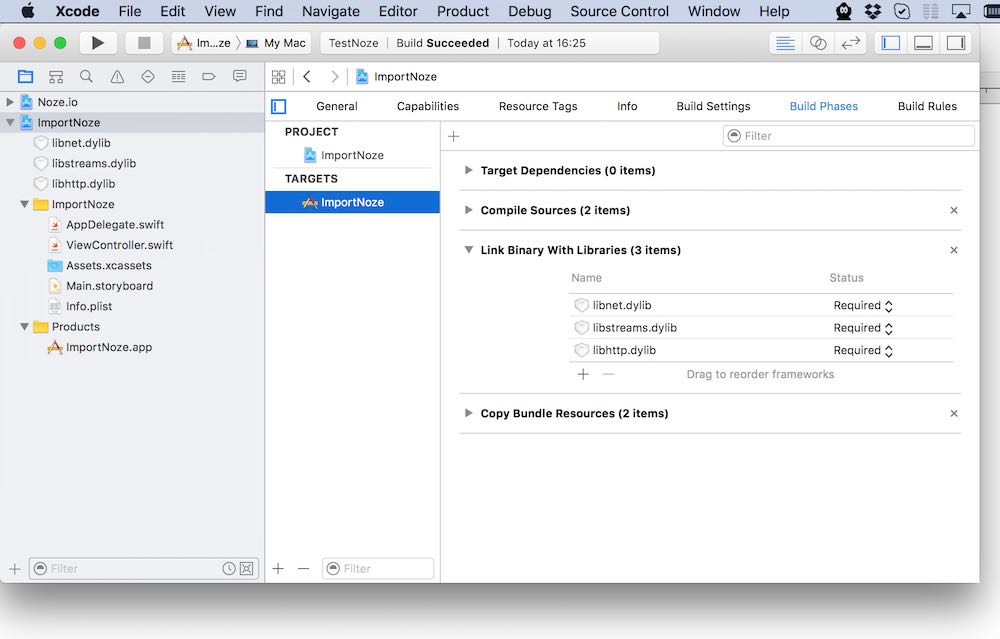 Xcode File Edit View Find Navigate Editor Product Debug Source Control Window Help
Im...ze My Mac TestNoze Build Succeeded Today at 16:25
ImportNoze
Noze.io
ImportNoze
libnet.dylib
libstreams.dylib
libhttp.dylib
ImportNoze
AppDelegate.swift
ViewController.swift
Assets.xcassets
Main.storyboard
Info.plist
Products
ImportNoze.app
Filter
General Capabilities Resource Tags Info Build Settings Build Phases Build Rules
PROJECT
ImportNoze
TARGETS
ImportNoze
Filter
Filter
Target Dependencies (0 items)
Compile Sources (2 items)
Link Binary With Libraries (3 items)
Name Status
libnet.dylib Required
libstreams.dylib Required
libhttp.dylib Required
Drag to reorder frameworks
Copy Bundle Resources (2 items)